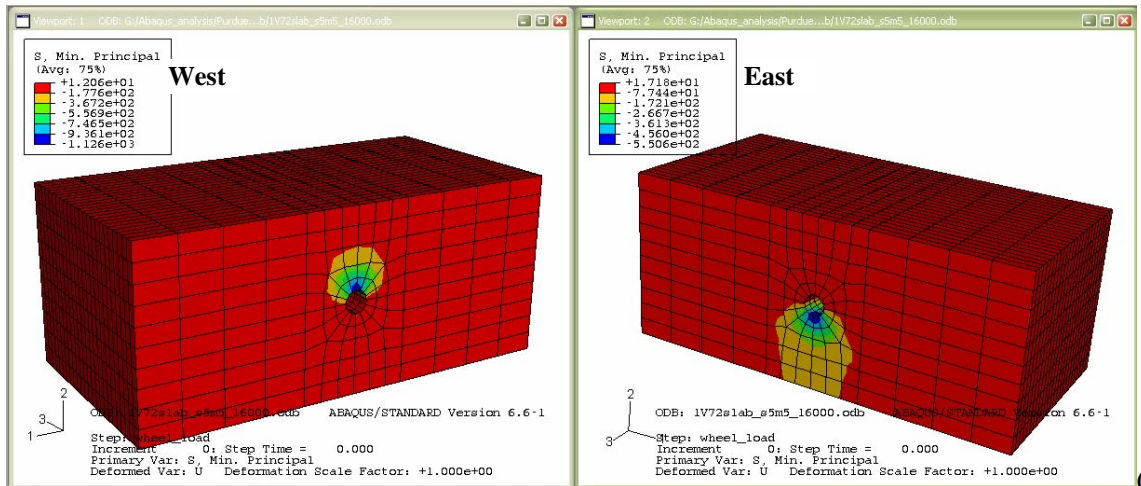 Viewport: 1 ODB: G:/Abaqus_analysis/Purdue...b/1V72slab_s5m5_16000.odb
S, Min. Principal
(Avg: 75%)
+1.206e+01
-1.776e+02
-3.672e+02
-5.569e+02
-7.465e+02
-9.361e+02
-1.126e+03
West
2
3
1
ODB: 1V72slab_s5m5_16000.odb ABAQUS/STANDARD Version 6.6-1
Step: wheel_load
Increment 0: Step Time = 0.000
Primary Var: S, Min. Principal
Deformed Var: U Deformation Scale Factor: +1.000e+00
Viewport: 2 ODB: G:/Abaqus_analysis/Purdue...b/1V72slab_s5m5_16000.odb
S, Min. Principal
(Avg: 75%)
+1.718e+01
-7.744e+01
-1.721e+02
-2.667e+02
-3.613e+02
-4.560e+02
-5.506e+02
East
2
3
ODB: 1V72slab_s5m5_16000.odb ABAQUS/STANDARD Version 6.6-1
Step: wheel_load
Increment 0: Step Time = 0.000
Primary Var: S, Min. Principal
Deformed Var: U Deformation Scale Factor: +1.000e+00